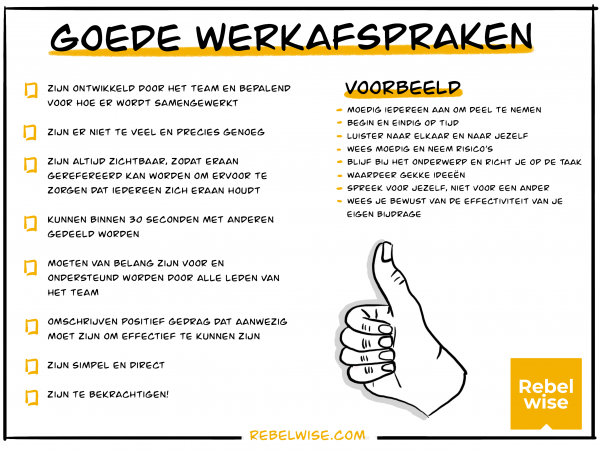 GOEDE WERKAFSPRAKEN
ZIJN ONTWIKKELD DOOR HET TEAM EN BEPALEND
VOOR HOE ER WORDT SAMENGEWERKT
ZIJN ER NIET TE VEEL EN PRECIES GENOEG
ZIJN ALTIJD ZICHTBAAR, ZODAT ERAAN
GEREFEREERD KAN WORDEN OM ERVOOR TE
ZORGEN DAT IEDEREEN ZICH ERAAN HOUDT
KUNNEN BINNEN 30 SECONDEN MET ANDEREN
GEDEELD WORDEN
MOETEN VAN BELANG ZIJN VOOR EN
ONDERSTEUND WORDEN DOOR ALLE LEDEN VAN
HET TEAM
OMSCHRIJVEN POSITIEF GEDRAG DAT AANWEZIG
MOET ZIJN OM EFFECTIEF TE KUNNEN ZIJN
ZIJN SIMPEL EN DIRECT
ZIJN TE BEKRACHTIGEN!
VOORBEELD
- MOEDIG IEDEREEN AAN OM DEEL TE NEMEN
- BEGIN EN EINDIG OP TIJD
- LUISTER NAAR ELKAAR EN NAAR JEZELF
- WEES MOEDIG EN NEEM RISICO'S
- BLIJF BIJ HET ONDERWERP EN RICHT JE OP DE TAAK
- WAARDEER GEKKE IDEEËN
- SPREEK VOOR JEZELF, NIET VOOR EEN ANDER
- WEES JE BEWUST VAN DE EFFECTIVITEIT VAN JE
EIGEN BIJDRAGE
Rebel
wise
REBELWISE.COM